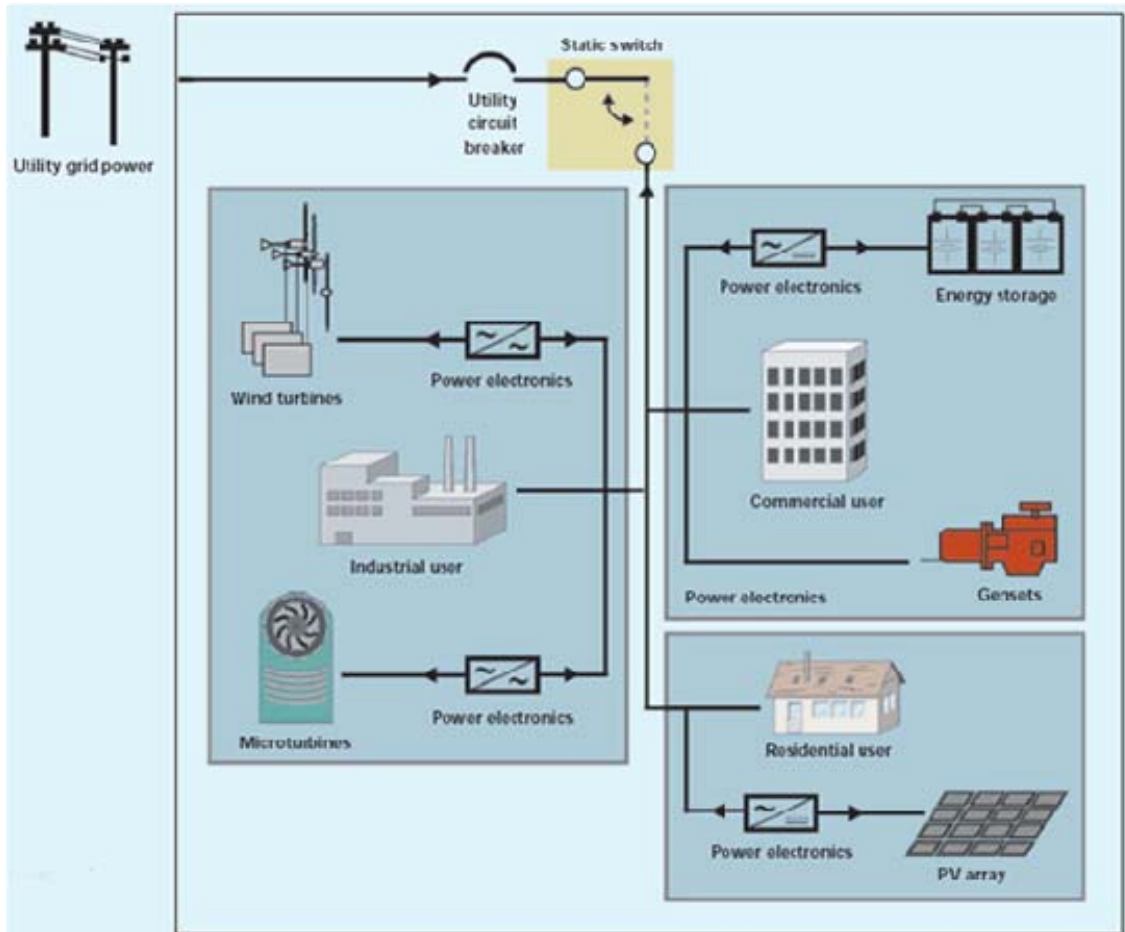 Utility grid power
Static switch
Utility
circuit
breaker
Wind turbines
Power electronics
Industrial user
Microturbines
Power electronics
Power electronics
Energy storage
Commercial user
Power electronics
Gensets
Residential user
Power electronics
PV array